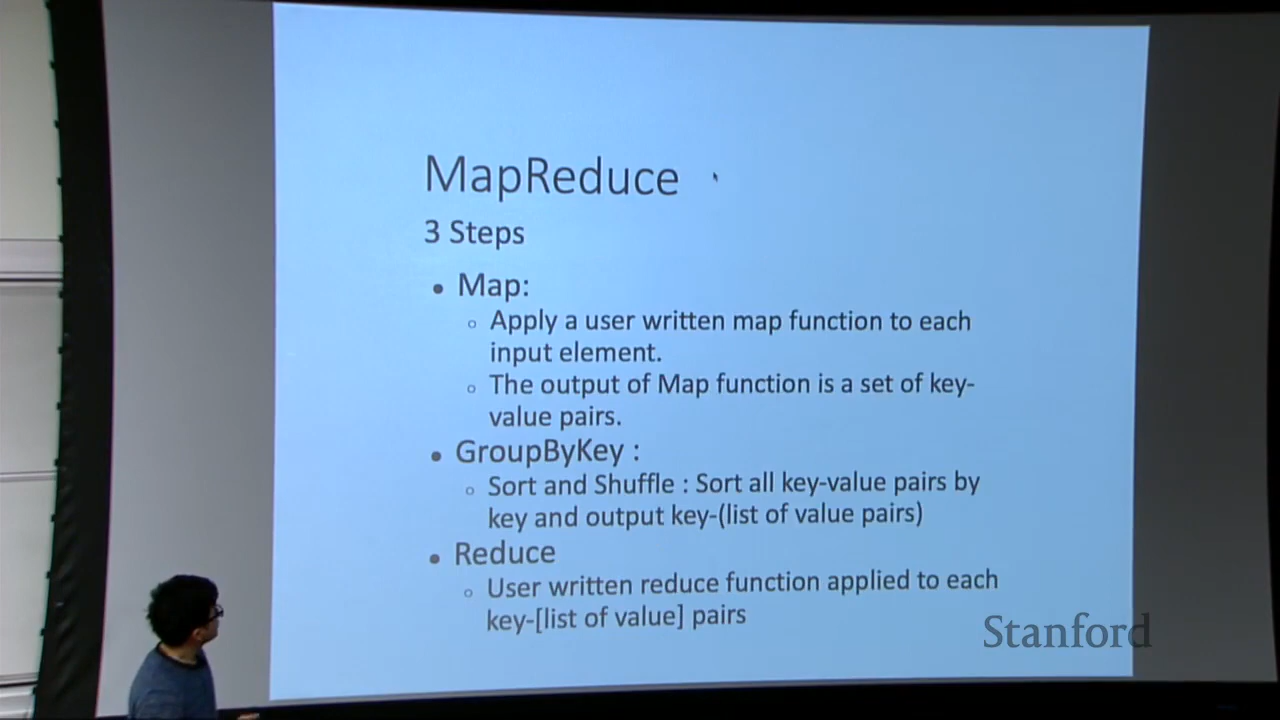 MapReduce
3 Steps
• Map:
○ Apply a user written map function to each
input element.
○ The output of Map function is a set of key-
value pairs.
• GroupByKey :
○ Sort and Shuffle : Sort all key-value pairs by
key and output key-(list of value pairs)
• Reduce
○ User written reduce function applied to each
key-[list of value] pairs
Stanford